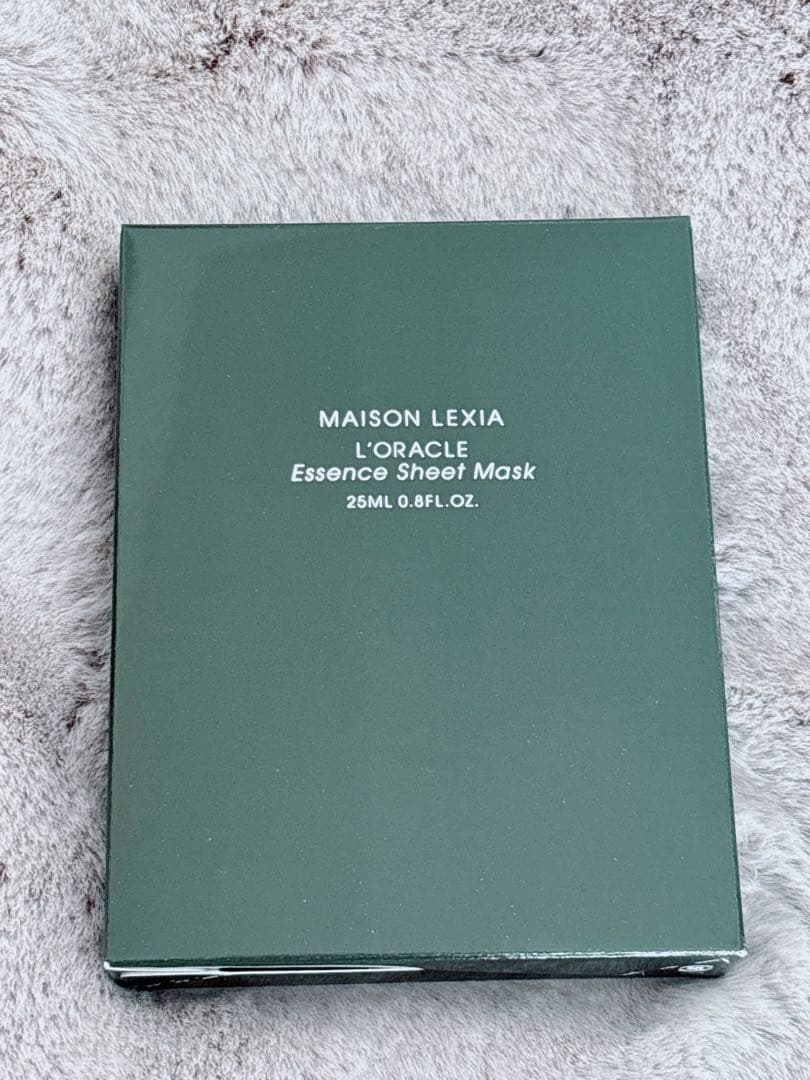 MAISON LEXIA
L'ORACLE
Essence Sheet Mask
25ML 0.8FL.OZ.